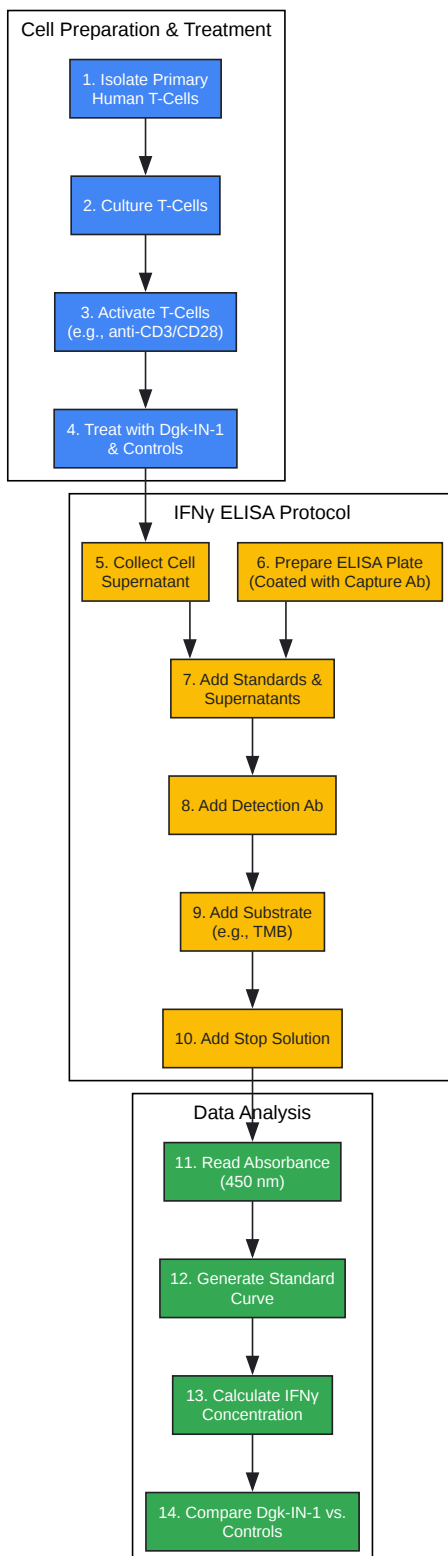 Cell Preparation & Treatment
1. Isolate Primary
Human T-Cells
2. Culture T-Cells
3. Activate T-Cells
(e.g., anti-CD3/CD28)
4. Treat with Dgk-IN-1
& Controls
IFNγ ELISA Protocol
5. Collect Cell
Supernatant
6. Prepare ELISA Plate
(Coated with Capture Ab)
7. Add Standards &
Supernatants
8. Add Detection Ab
9. Add Substrate
(e.g., TMB)
10. Add Stop Solution
Data Analysis
11. Read Absorbance
(450 nm)
12. Generate Standard
Curve
13. Calculate IFNγ
Concentration
14. Compare Dgk-IN-1 vs.
Controls